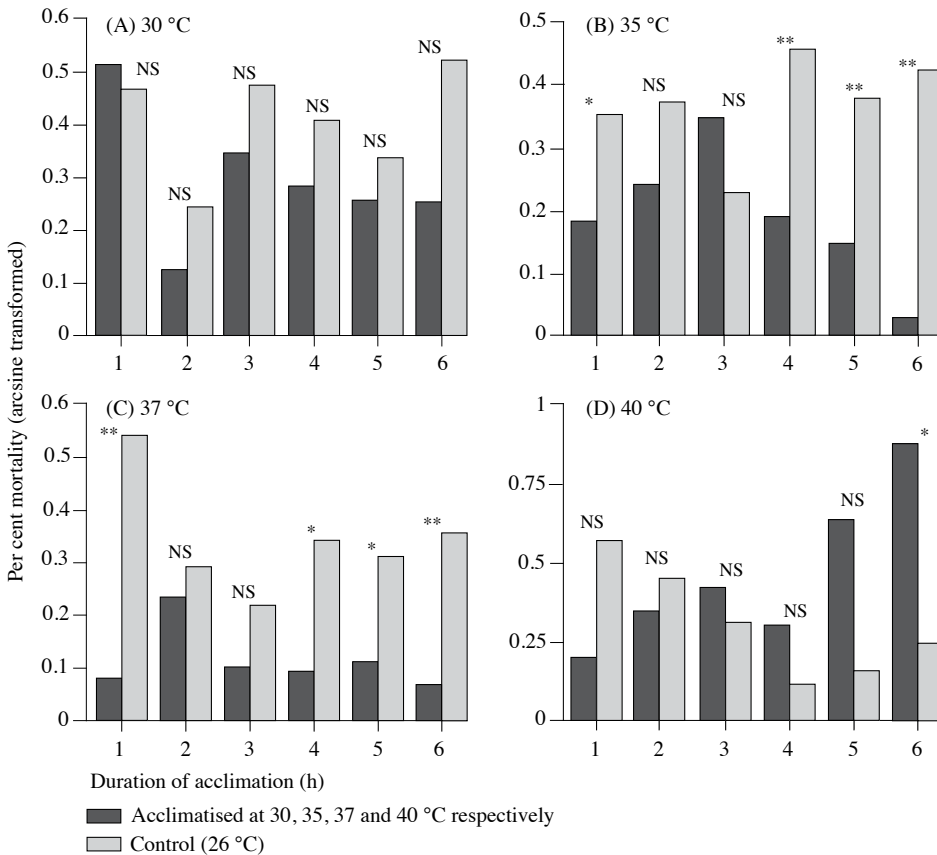 Per cent mortality (arcsine transformed)
(A) 30 °C
0.6
0.5
0.4
0.3
0.2
0.1
0
NS
NS
NS
NS
NS
NS
1 2 3 4 5 6
(B) 35 °C
0.5
0.4
0.3
0.2
0.1
0
*
NS
NS
**
**
**
1 2 3 4 5 6
(C) 37 °C
0.6
0.5
0.4
0.3
0.2
0.1
0
**
NS
NS
*
*
**
1 2 3 4 5 6
(D) 40 °C
1
0.75
0.5
0.25
0
NS
NS
NS
NS
NS
*
1 2 3 4 5 6
Duration of acclimation (h)
Acclimatised at 30, 35, 37 and 40 °C respectively
Control (26 °C)